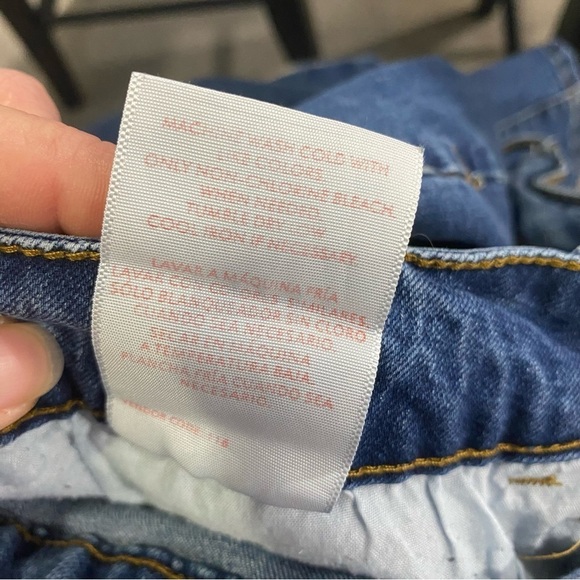 MACHINE WASH COLD WITH
LIKE COLORS.
ONLY NON-CHLORINE BLEACH
WHEN NEEDED.
TUMBLE DRY LOW
COOL IRON IF NECESSARY
LAVAR A MÁQUINA FRÍA
LAVAR CON COLORES SIMILARES.
SÓLO BLANQUEADOR SIN CLORO
CUANDO SEA NECESARIO
SECAR EN MÁQUINA
A TEMPERATURA BAJA.
PLANCHA FRÍA CUANDO SEA
NECESARIO.
VENDOR CODE: 118